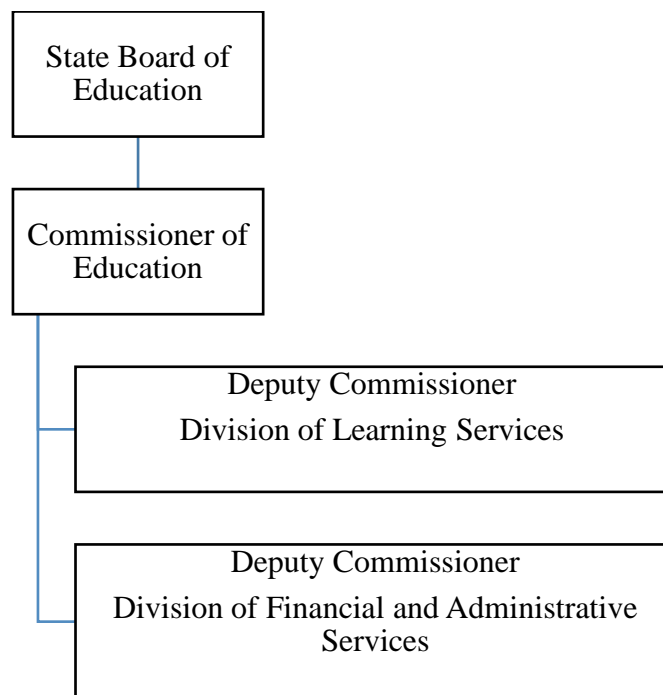 State Board of
Education
Commissioner of
Education
Deputy Commissioner
Division of Learning Services
Deputy Commissioner
Division of Financial and Administrative
Services